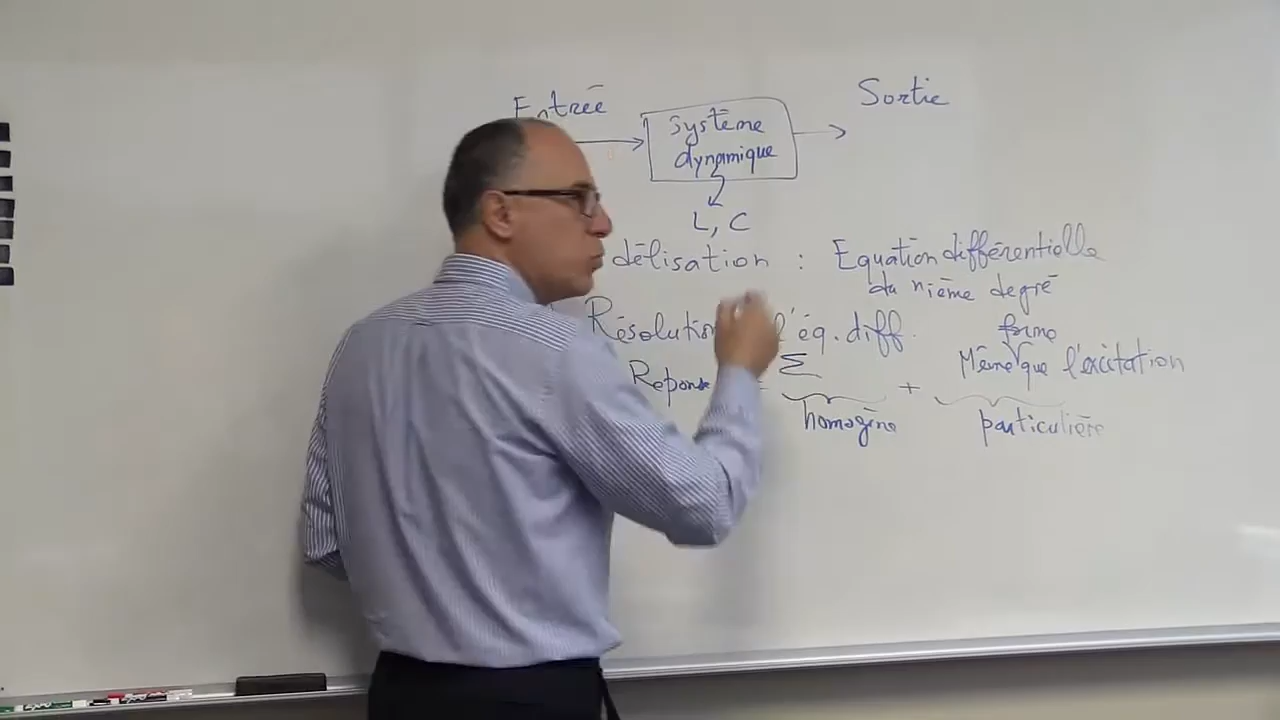 Entrée
Sortie
Système
dynamique
L, C
délisation : Equation différentielle
du nième degré
Résolution l'éq. diff.
forme
Même que l'excitation
Σ
Réponse = +
homogène
particulière